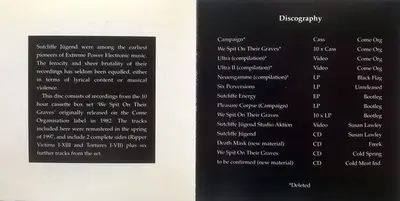 Sutcliffe Jügend were among the earliest
pioneers of Extreme Power Electronic music.
The ferocity and sheer brutality of their
recordings has seldom been equalled, either
in terms of lyrical content or musical
violence.
This disc consists of recordings from the 10
hour cassette box set 'We Spit On Their
Graves' originally released on the Come
Organisation label in 1982. The tracks
included here were remastered in the spring
of 1997, and include 2 complete sides (Ripper
Victims I-XIII and Tortures I-VII) plus six
further tracks from the set.
Discography
Campaign* Cass Come Org
We Spit On Their Graves* 10 x Cass Come Org
Ultra (compilation)* Video Come Org
Ultra II (compilation)* Video Come Org
Neuengamme (compilation)* LP Black Flag
Six Perversions LP Unreleased
Sutcliffe Energy EP Bootleg
Pleasure Corpse (Campaign) LP Bootleg
We Spit On Their Graves LP Bootleg
Sutcliffe Jügend Studio Aktion Video Susan Lawley
Sutcliffe Jügend CD Susan Lawley
Death Mask (new material) CD Freek
We Spit On Their Graves CD Cold Spring
to be confirmed (new material) CD Cold Meat Ind.
*Deleted